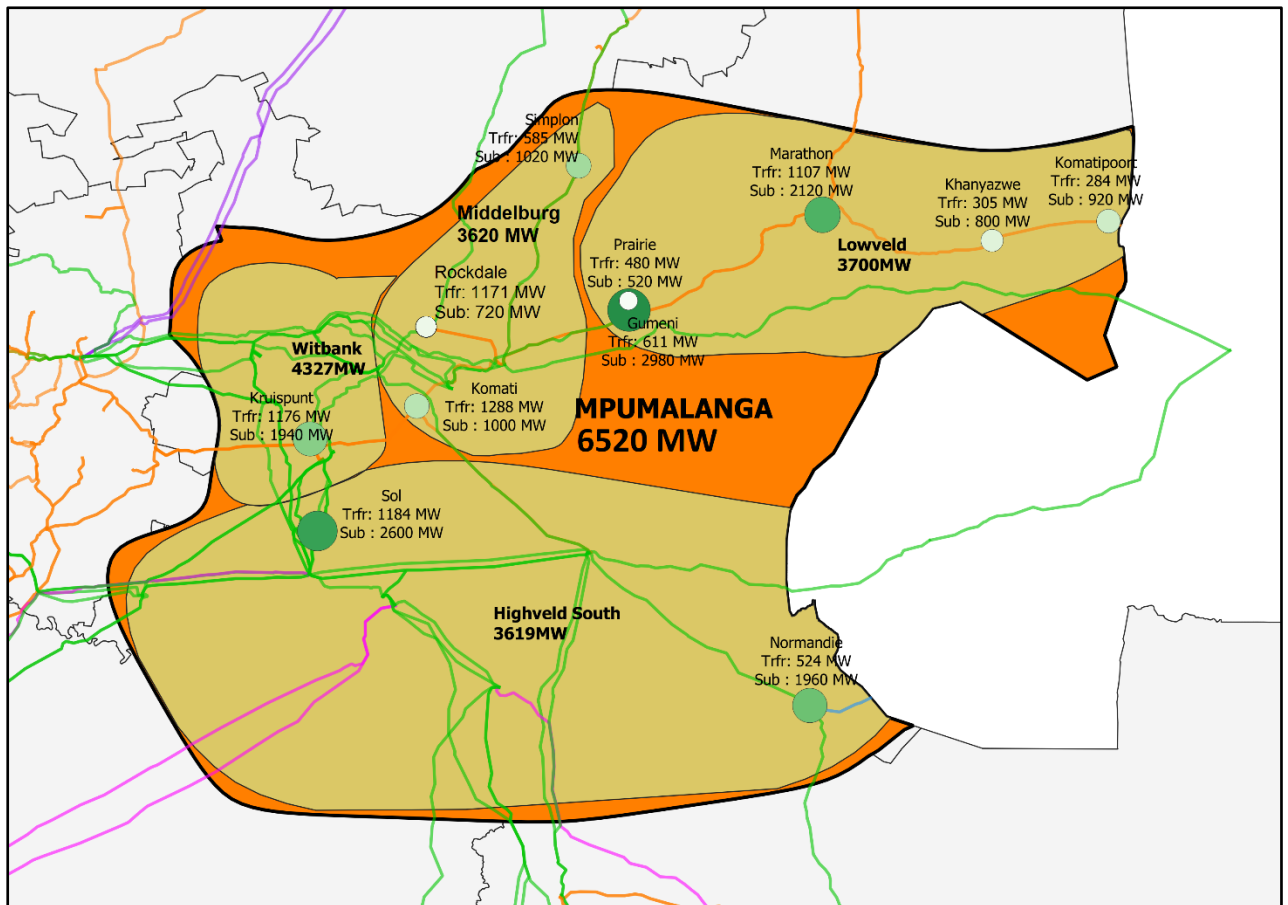 Simplon
Trfr: 585 MW
Sub : 1020 MW
Marathon
Trfr: 1107 MW
Sub : 2120 MW
Komatipoort
Trfr: 284 MW
Sub : 920 MW
Khanyazwe
Trfr: 305 MW
Sub : 800 MW
Middelburg
3620 MW
Lowveld
3700MW
Prairie
Trfr: 480 MW
Sub : 520 MW
Rockdale
Trfr: 1171 MW
Sub: 720 MW
Gumeni
Trfr: 611 MW
Sub : 2980 MW
Witbank
4327MW
Kruispunt
Trfr: 1176 MW
Sub : 1940 MW
Komati
Trfr: 1288 MW
Sub : 1000 MW
MPUMALANGA
6520 MW
Sol
Trfr: 1184 MW
Sub : 2600 MW
Highveld South
3619MW
Normandie
Trfr: 524 MW
Sub : 1960 MW